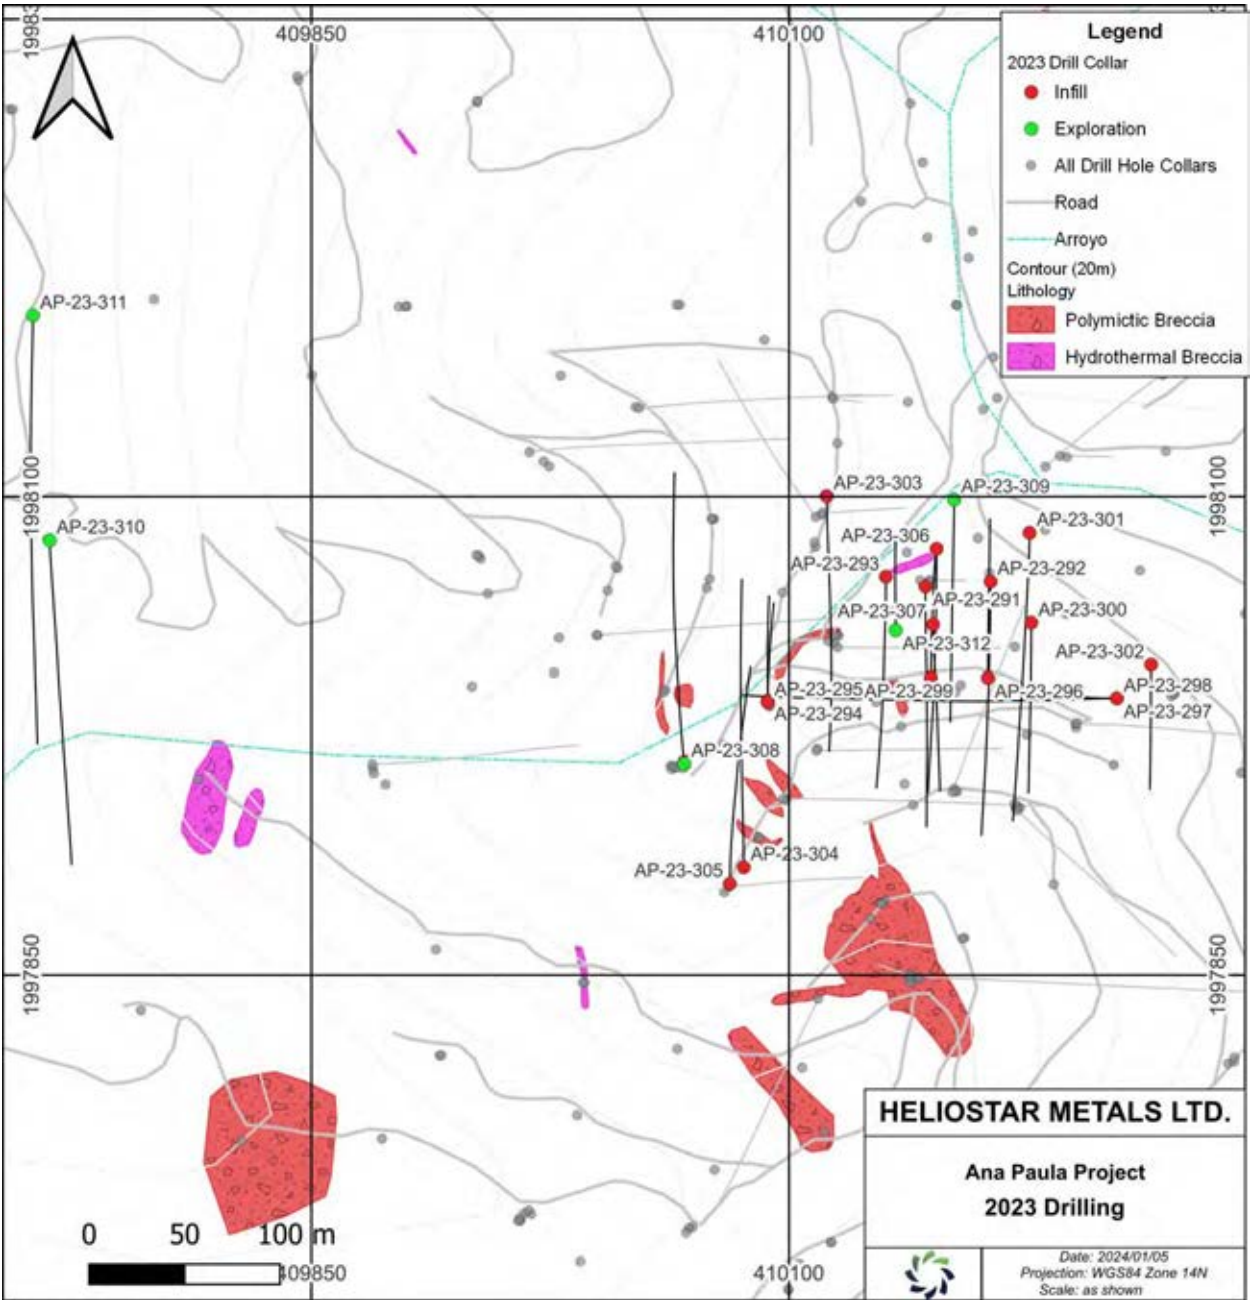 199833
409850
410100
Legend
2023 Drill Collar
Infill
Exploration
All Drill Hole Collars
Road
Arroyo
Contour (20m)
Lithology
Polymictic Breccia
Hydrothermal Breccia
AP-23-311
1998100
AP-23-303
AP-23-309
1998100
AP-23-310
AP-23-306
AP-23-301
AP-23-293
AP-23-292
AP-23-291
AP-23-307
AP-23-300
AP-23-312
AP-23-302
AP-23-295
AP-23-299
AP-23-296
AP-23-298
AP-23-294
AP-23-297
AP-23-308
AP-23-304
AP-23-305
1997850
1997850
HELIOSTAR METALS LTD.
Ana Paula Project
2023 Drilling
0 50 100 m
409850
410100
Date: 2024/01/05
Projection: WGS84 Zone 14N
Scale: as shown